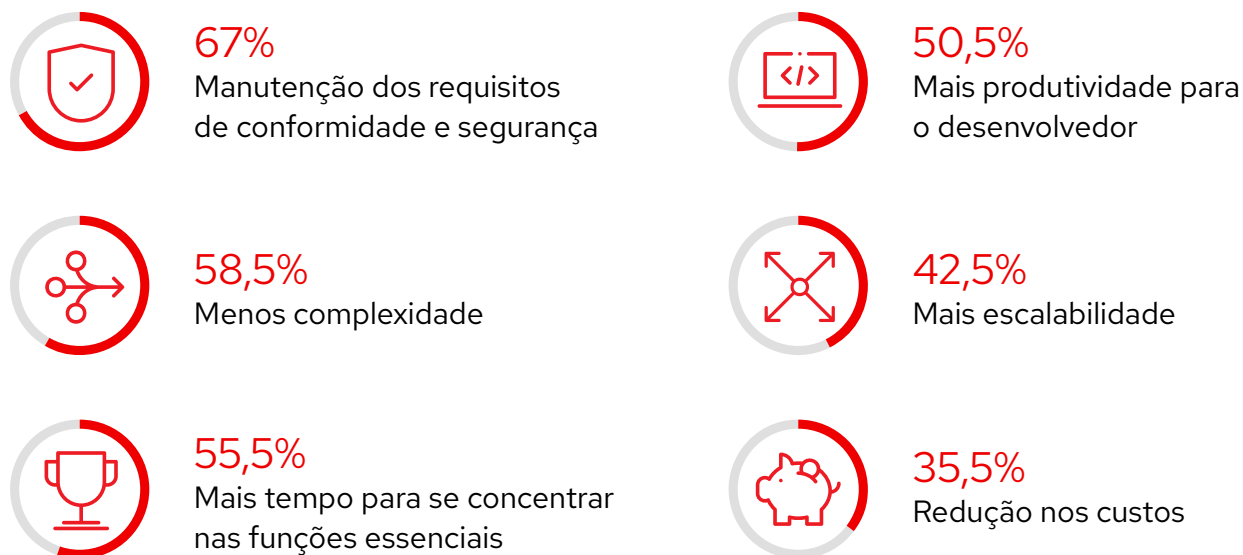 67%
Manutenção dos requisitos
de conformidade e segurança
58,5%
Menos complexidade
55,5%
Mais tempo para se concentrar
nas funções essenciais
50,5%
Mais produtividade para
o desenvolvedor
42,5%
Mais escalabilidade
35,5%
Redução nos custos